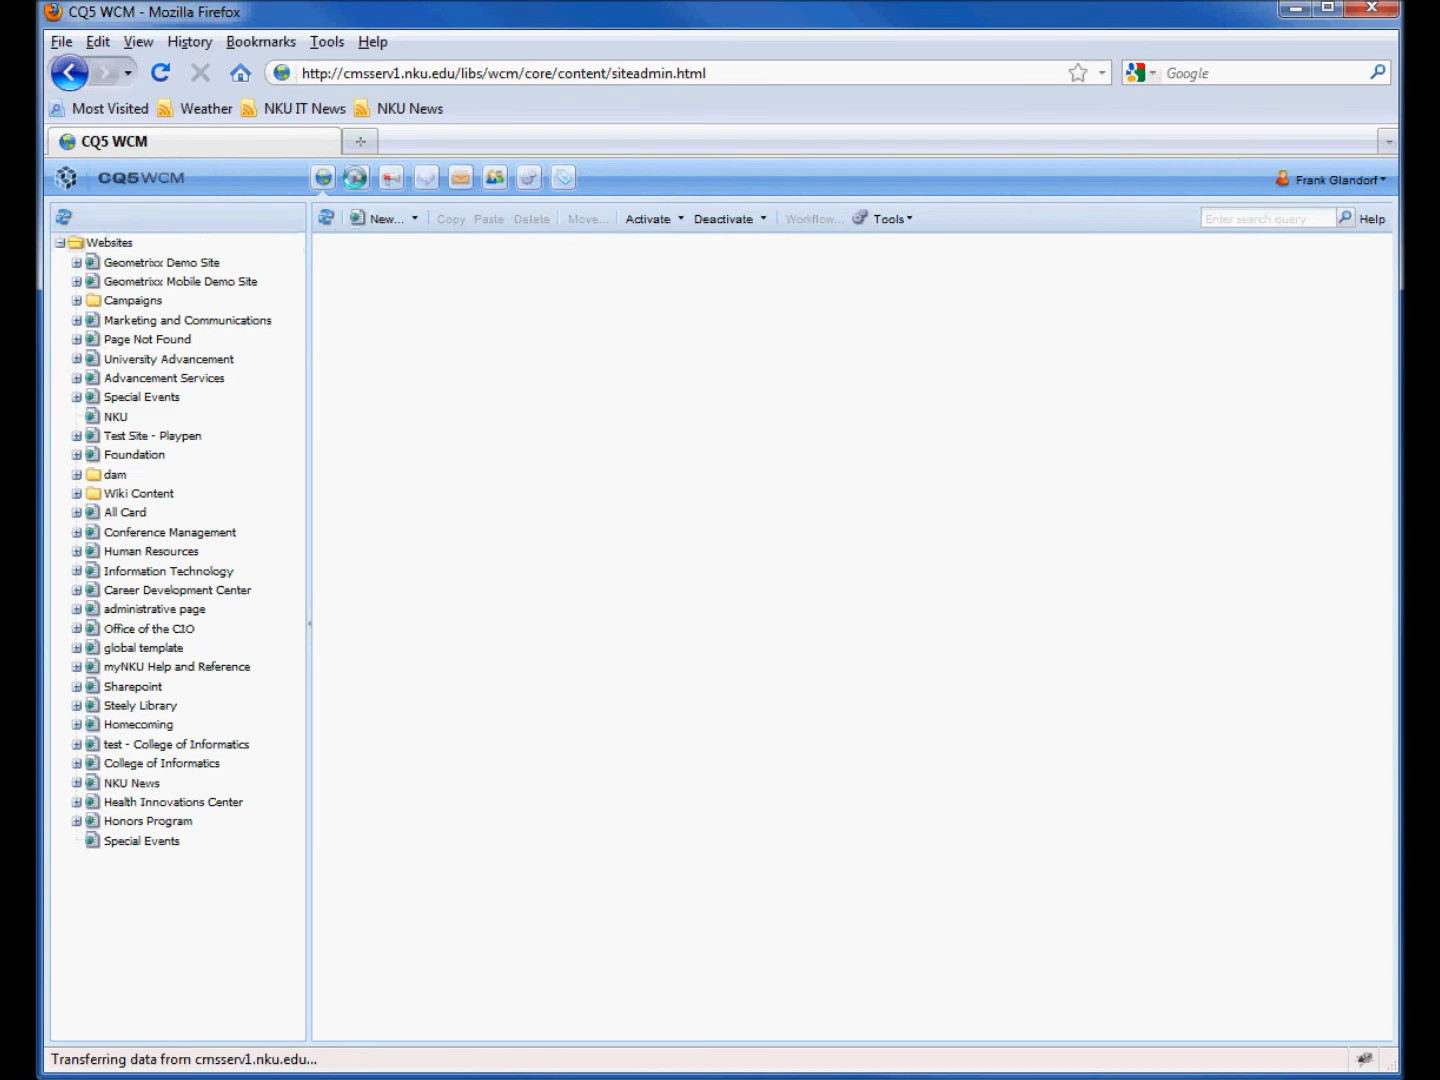 CQ5 WCM - Mozilla Firefox
File Edit View History Bookmarks Tools Help
http://cmsserv1.nku.edu/libs/wcm/core/content/siteadmin.html Google
Most Visited Weather NKU IT News NKU News
CQ5 WCM
CQ5 WCM Frank Glandorf
New... Copy Paste Delete Move... Activate Deactivate Workflow... Tools Enter search query Help
Websites
Geometrixx Demo Site
Geometrixx Mobile Demo Site
Campaigns
Marketing and Communications
Page Not Found
University Advancement
Advancement Services
Special Events
NKU
Test Site - Playpen
Foundation
dam
Wiki Content
All Card
Conference Management
Human Resources
Information Technology
Career Development Center
administrative page
Office of the CIO
global template
myNKU Help and Reference
Sharepoint
Steely Library
Homecoming
test - College of Informatics
College of Informatics
NKU News
Health Innovations Center
Honors Program
Special Events
Transferring data from cmsserv1.nku.edu...